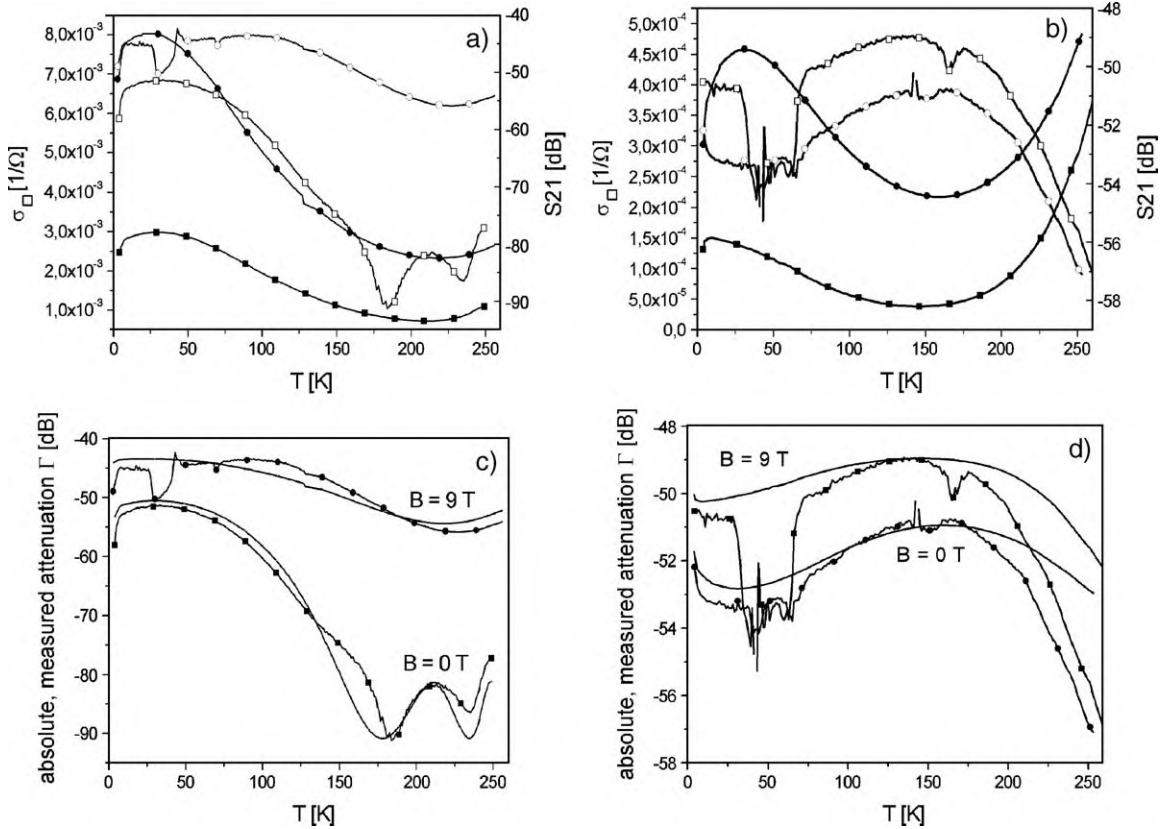 a)
8,0x10⁻³
7,0x10⁻³
6,0x10⁻³
5,0x10⁻³
4,0x10⁻³
3,0x10⁻³
2,0x10⁻³
1,0x10⁻³
σ□[1/Ω]
-40
-50
-60
-70
-80
-90
S21 [dB]
0 50 100 150 200 250
T [K]
b)
5,0x10⁻⁴
4,5x10⁻⁴
4,0x10⁻⁴
3,5x10⁻⁴
3,0x10⁻⁴
2,5x10⁻⁴
2,0x10⁻⁴
1,5x10⁻⁴
1,0x10⁻⁴
5,0x10⁻⁵
0,0
σ□[1/Ω]
-48
-50
-52
-54
-56
-58
S21 [dB]
0 50 100 150 200 250
T [K]
c)
absolute, measured attenuation Γ [dB]
-40
-50
-60
-70
-80
-90
B = 9 T
B = 0 T
0 50 100 150 200 250
T [K]
d)
absolute, measured attenuation Γ [dB]
-48
-50
-52
-54
-56
-58
B = 9 T
B = 0 T
0 50 100 150 200 250
T [K]